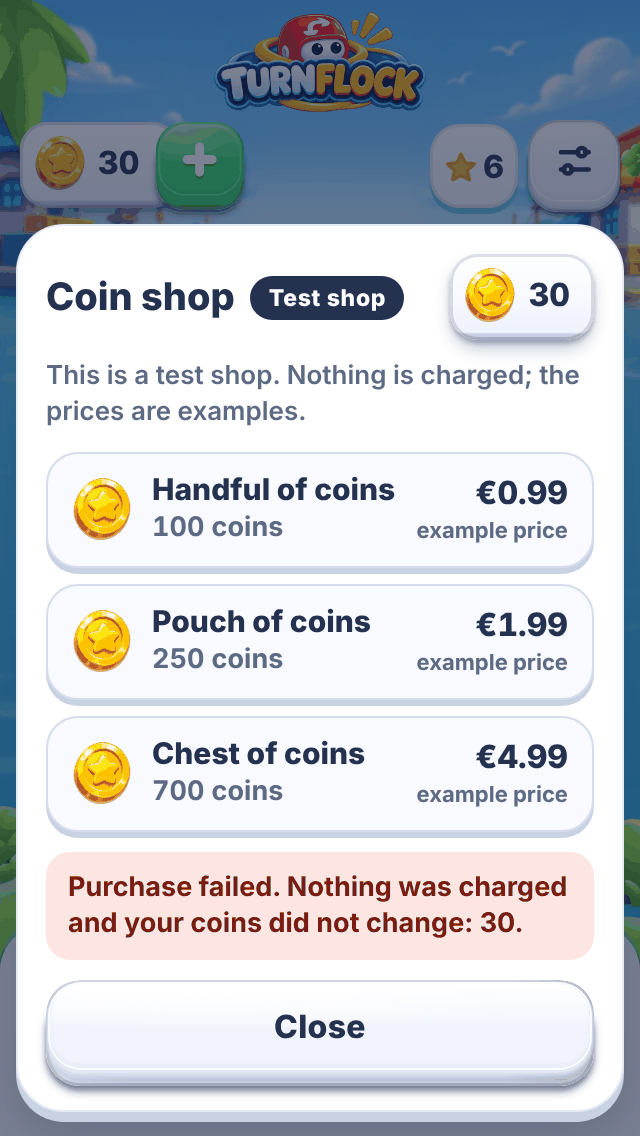 TURNFLOCK
30
6
Coin shop
Test shop
30
This is a test shop. Nothing is charged; the
prices are examples.
Handful of coins
€0.99
100 coins
example price
Pouch of coins
€1.99
250 coins
example price
Chest of coins
€4.99
700 coins
example price
Purchase failed. Nothing was charged
and your coins did not change: 30.
Close